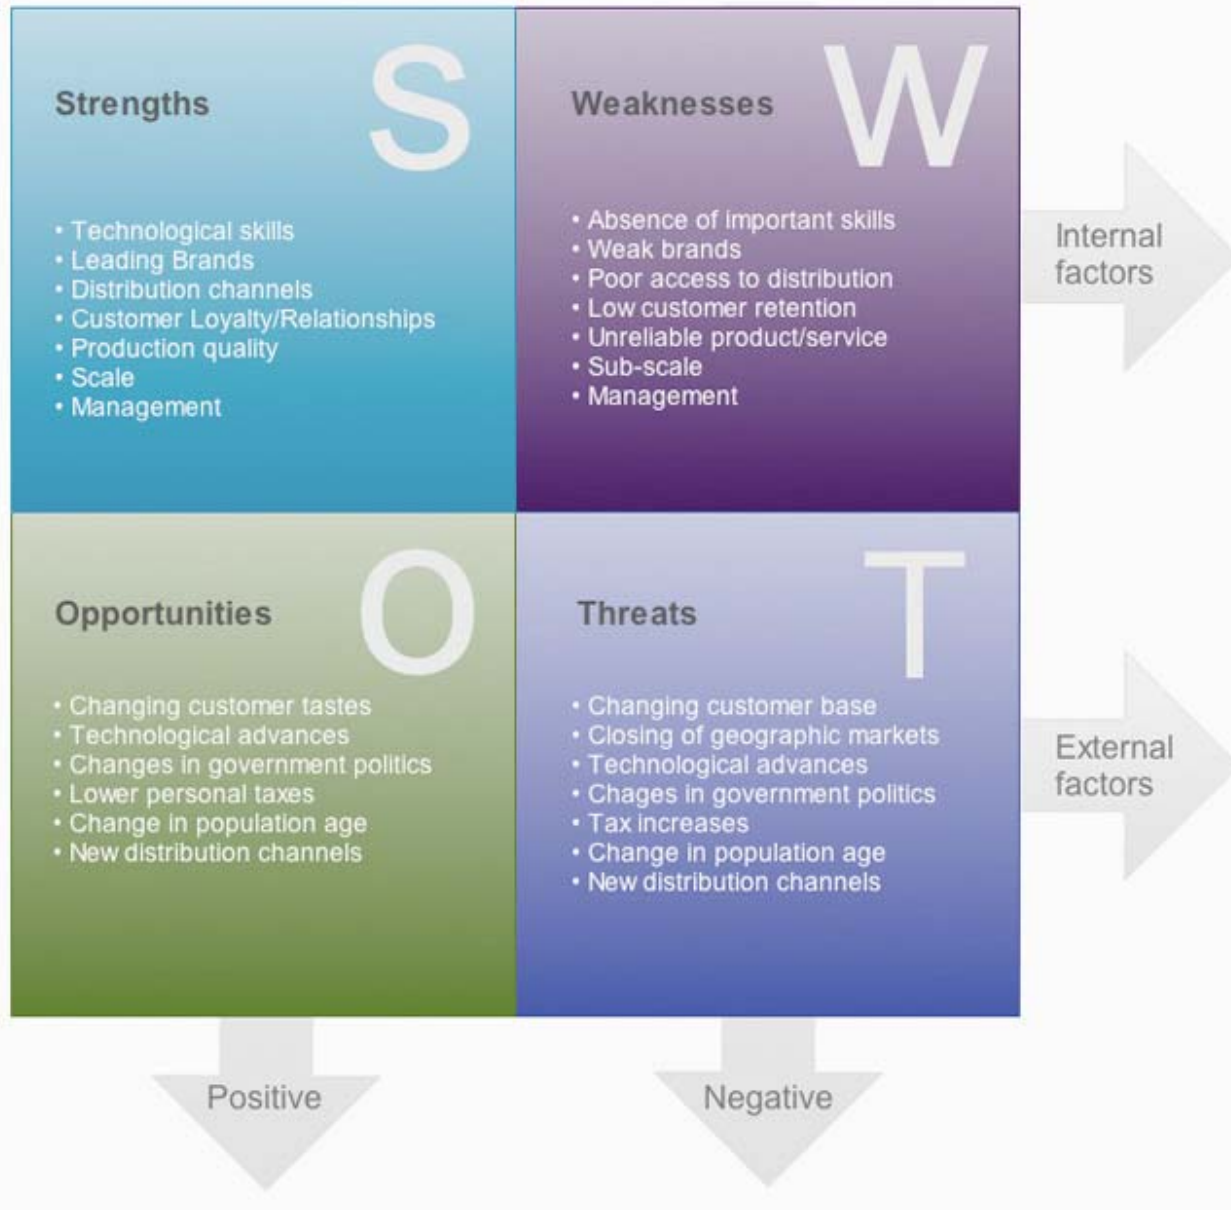 S
Strengths
• Technological skills
• Leading Brands
• Distribution channels
• Customer Loyalty/Relationships
• Production quality
• Scale
• Management
W
Weaknesses
• Absence of important skills
• Weak brands
• Poor access to distribution
• Low customer retention
• Unreliable product/service
• Sub-scale
• Management
Internal
factors
O
Opportunities
• Changing customer tastes
• Technological advances
• Changes in government politics
• Lower personal taxes
• Change in population age
• New distribution channels
T
Threats
• Changing customer base
• Closing of geographic markets
• Technological advances
• Chages in government politics
• Tax increases
• Change in population age
• New distribution channels
External
factors
Positive
Negative